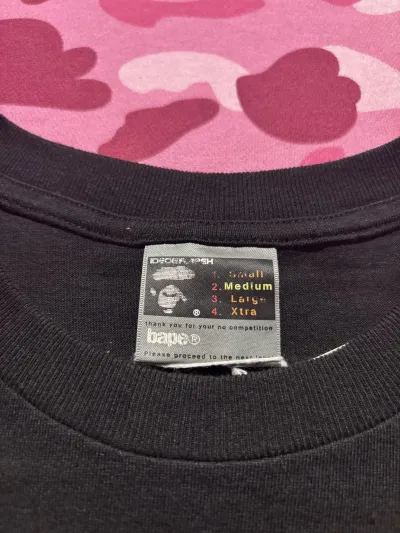 1. Small
2. Medium
3. Large
4. Xtra
®
thank you for your no competition
bape®
Please proceed to the next